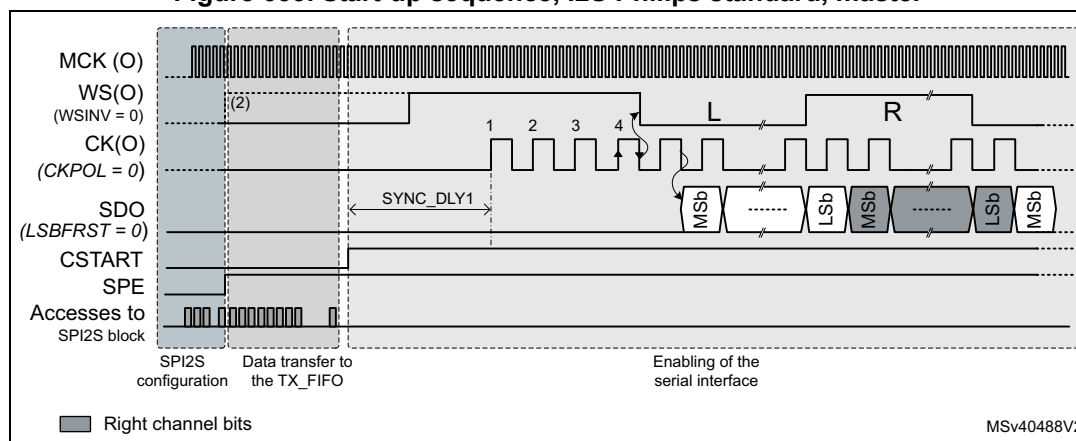 Figure 635. Start-up sequence, I2S Philips standard, master
MCK (O)
WS(O)
(WSINV = 0)
(2)
L
R
CK(O)
(CKPOL = 0)
1 2 3 4
SYNC_DLY1
SDO
(LSBFRST = 0)
MSb
LSb
MSb
LSb
MSb
CSTART
SPE
Accesses to
SPI2S block
SPI2S
configuration
Data transfer to
the TX_FIFO
Enabling of the
serial interface
Right channel bits
MSv40488V2